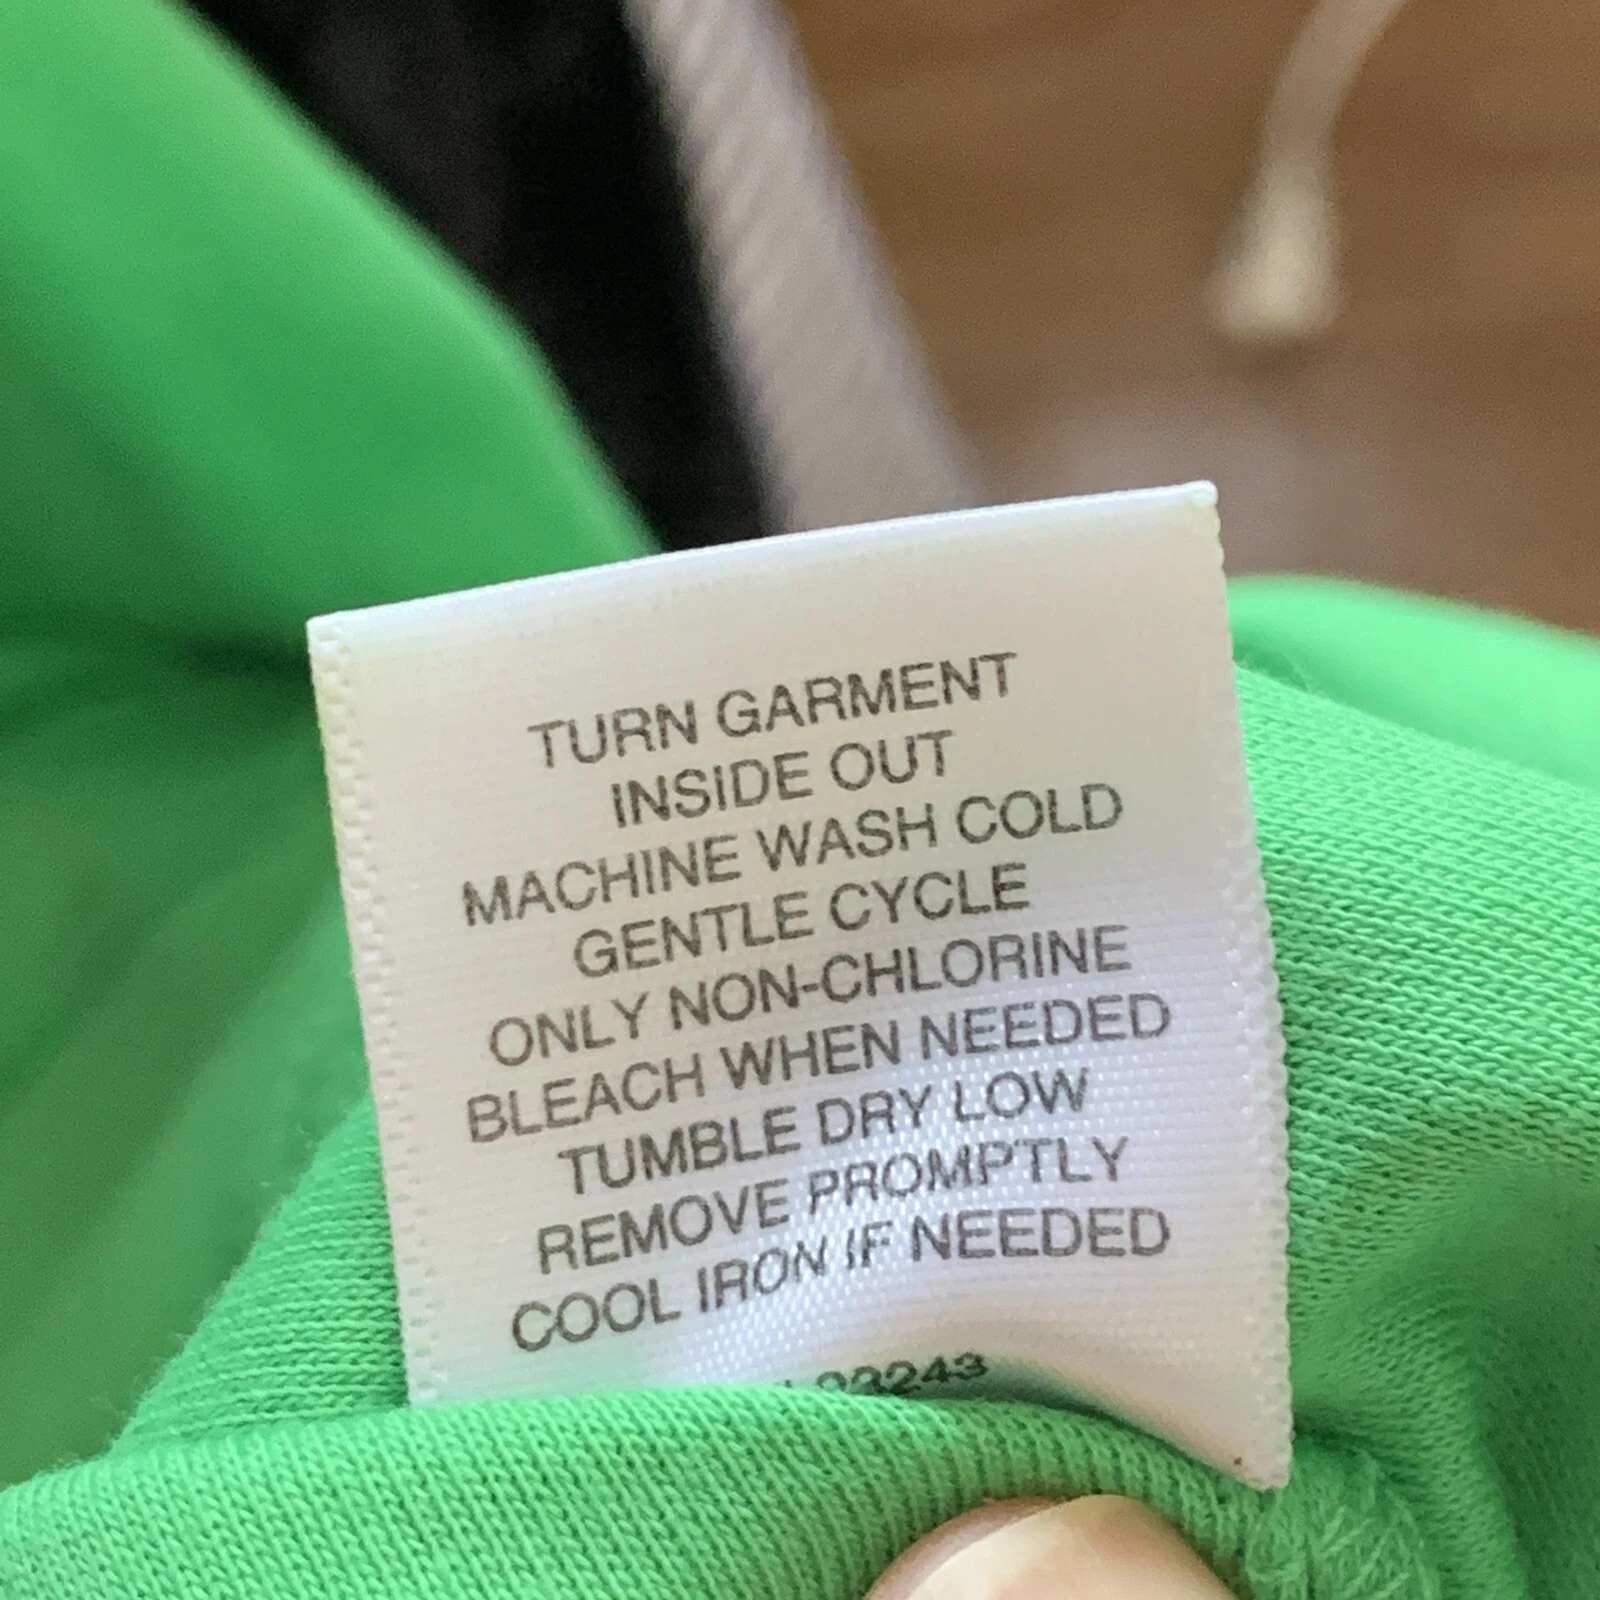 TURN GARMENT
INSIDE OUT
MACHINE WASH COLD
GENTLE CYCLE
ONLY NON-CHLORINE
BLEACH WHEN NEEDED
TUMBLE DRY LOW
REMOVE PROMPTLY
COOL IRON IF NEEDED